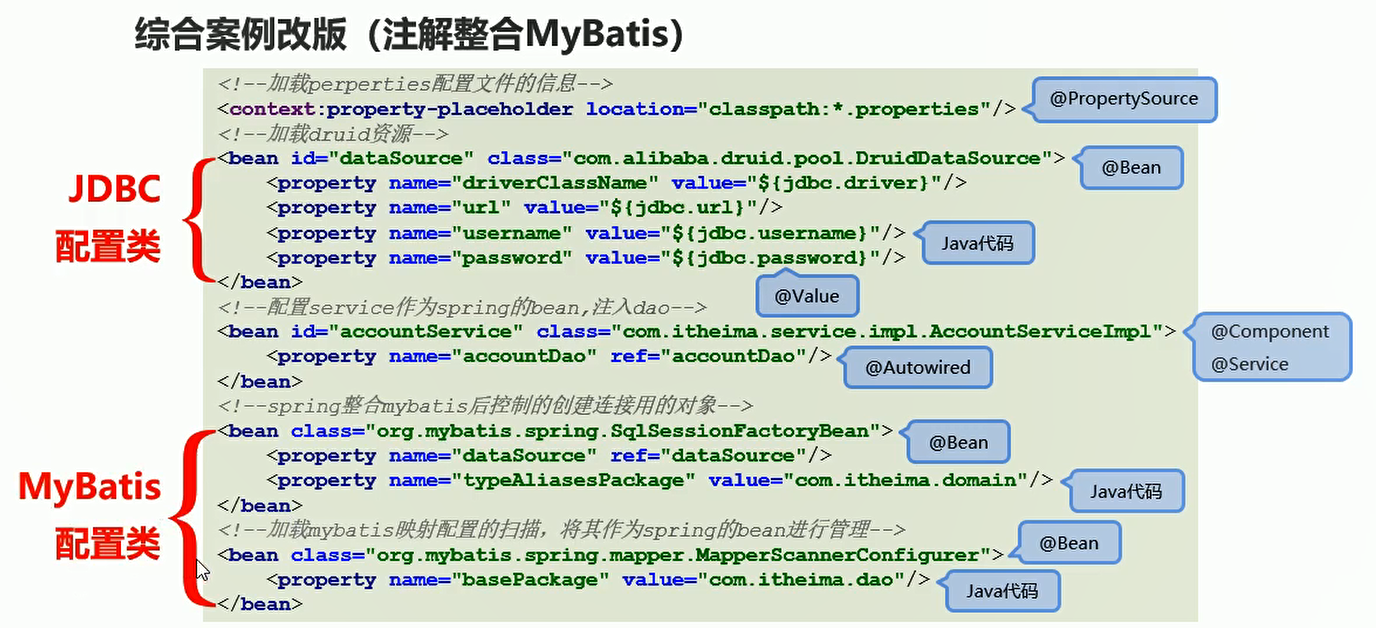 综合案例改版（注解整合MyBatis）
<!--加载perperties配置文件的信息-->
<context:property-placeholder location="classpath:*.properties"/>
@PropertySource
<!--加载druid资源-->
<bean id="dataSource" class="com.alibaba.druid.pool.DruidDataSource">
@Bean
<property name="driverClassName" value="${jdbc.driver}"/>
<property name="url" value="${jdbc.url}"/>
<property name="username" value="${jdbc.username}"/>
Java代码
<property name="password" value="${jdbc.password}"/>
@Value
</bean>
JDBC
配置类
<!--配置service作为spring的bean,注入dao-->
<bean id="accountService" class="com.itheima.service.impl.AccountServiceImpl">
@Component
@Service
<property name="accountDao" ref="accountDao"/>
@Autowired
</bean>
<!--spring整合mybatis后控制的创建连接用的对象-->
<bean class="org.mybatis.spring.SqlSessionFactoryBean">
@Bean
<property name="dataSource" ref="dataSource"/>
<property name="typeAliasesPackage" value="com.itheima.domain"/>
Java代码
</bean>
MyBatis
配置类
<!--加载mybatis映射配置的扫描，将其作为spring的bean进行管理-->
<bean class="org.mybatis.spring.mapper.MapperScannerConfigurer">
@Bean
<property name="basePackage" value="com.itheima.dao"/>
Java代码
</bean>